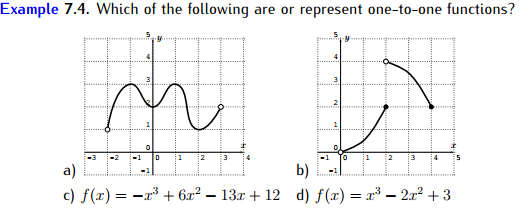 Example 7.4. Which of the following are or represent one-to-one functions?
5 y 5 y
4 4
3 3
2 2
1 1
0 x 0 x
-3 -2 -1 0 1 2 3 4 -1 0 1 2 3 4 5
a) -1 b) -1
c) f(x) = −x³ + 6x² − 13x + 12 d) f(x) = x³ − 2x² + 3